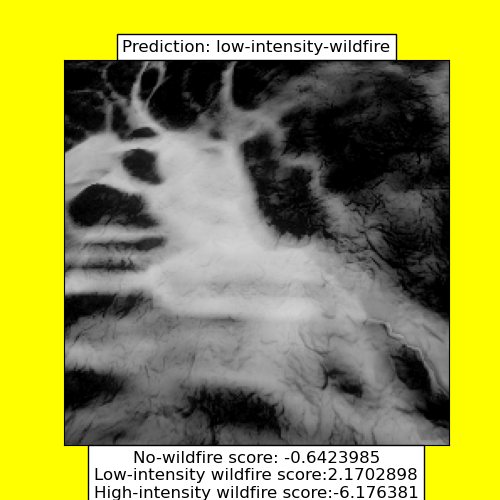 Prediction: low-intensity-wildfire
No-wildfire score: -0.6423985
Low-intensity wildfire score:2.1702898
High-intensity wildfire score:-6.176381